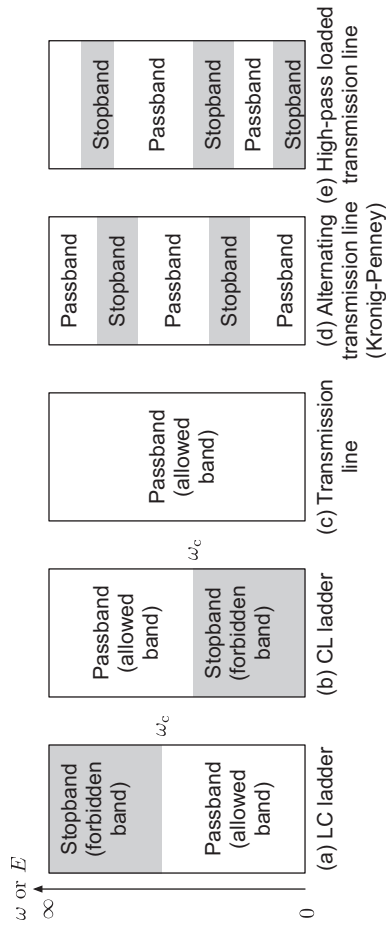 ω or E
∞
0
Stopband
(forbidden
band)
Passband
(allowed
band)
(a) LC ladder
ωc
Passband
(allowed
band)
Stopband
(forbidden
band)
(b) CL ladder
ωc
Passband
(allowed
band)
(c) Transmission
line
Passband
Stopband
Passband
Stopband
Passband
(d) Alternating
transmission line
(Kronig-Penney)
Stopband
Passband
Stopband
Passband
Stopband
(e) High-pass loaded
transmission line